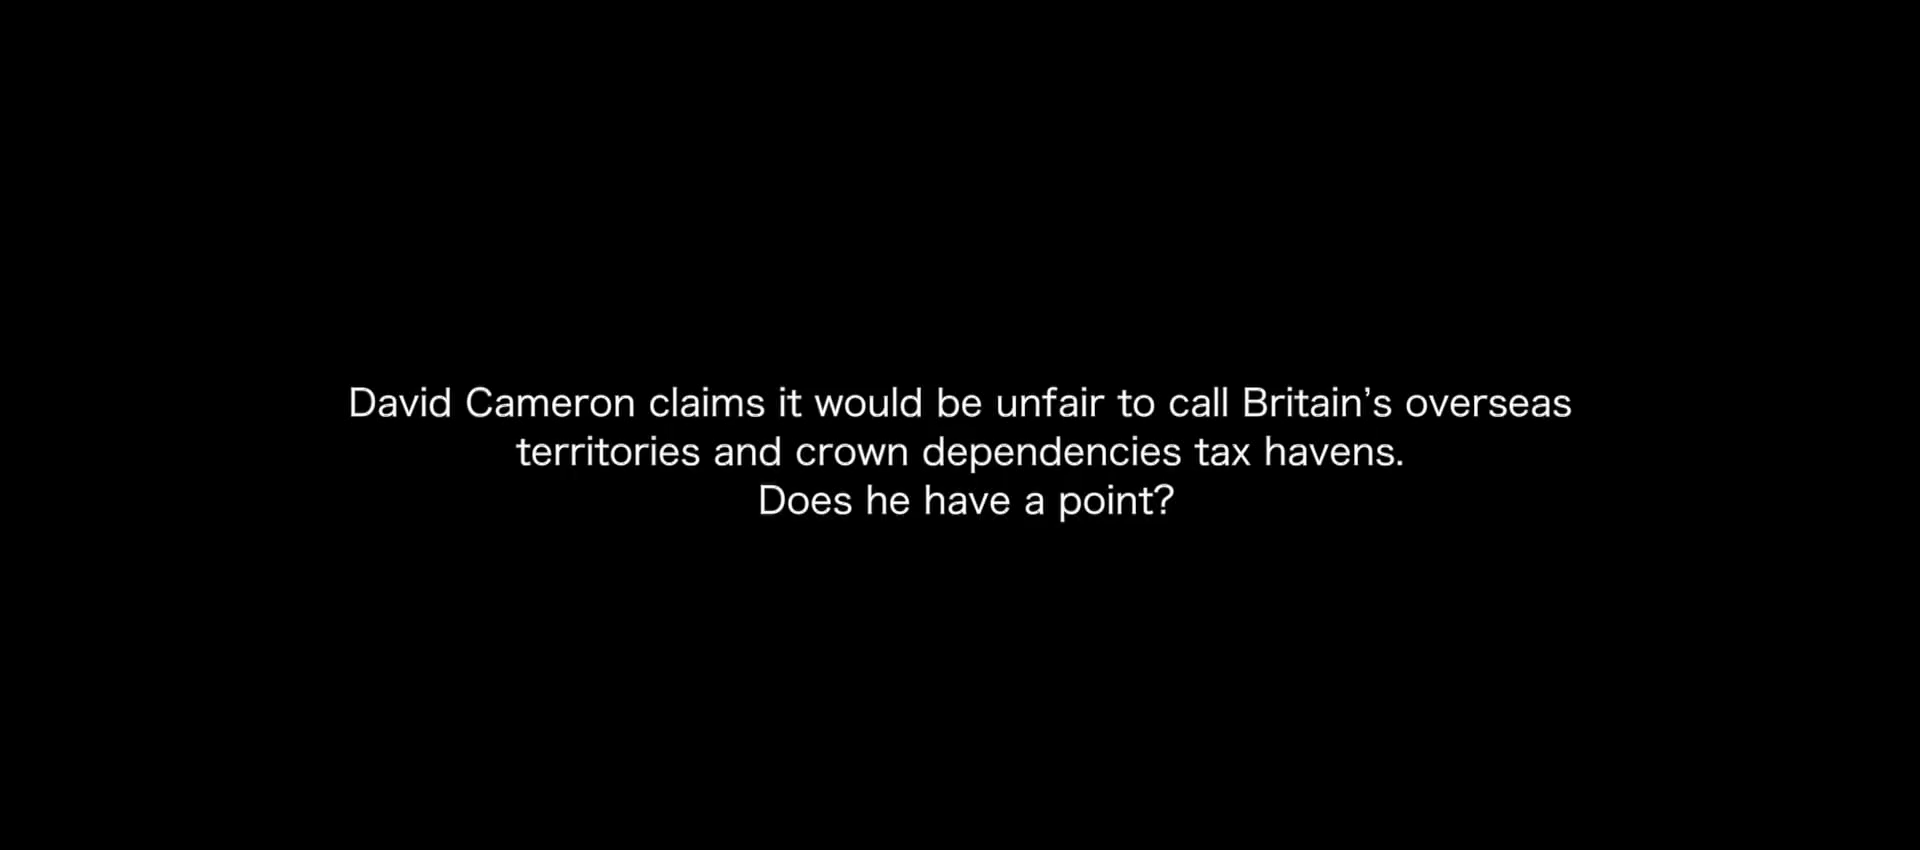 David Cameron claims it would be unfair to call Britain’s overseas
territories and crown dependencies tax havens.
Does he have a point?